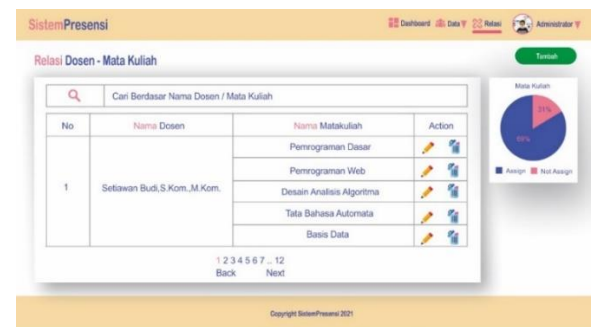 SistemPresensi
Dashboard Data Relasi Administrator
Relasi Dosen - Mata Kuliah
Tambah
Cari Berdasar Nama Dosen / Mata Kuliah
No Nama Dosen Nama Matakuliah Action
Pemrograman Dasar
Pemrograman Web
1 Setiawan Budi,S.Kom.,M.Kom. Desain Analisis Algoritma
Tata Bahasa Automata
Basis Data
1 2 3 4 5 6 7 .. 12
Back Next
Mata Kuliah
31%
69%
Assign Not Assign
Copyright SistemPresensi 2021